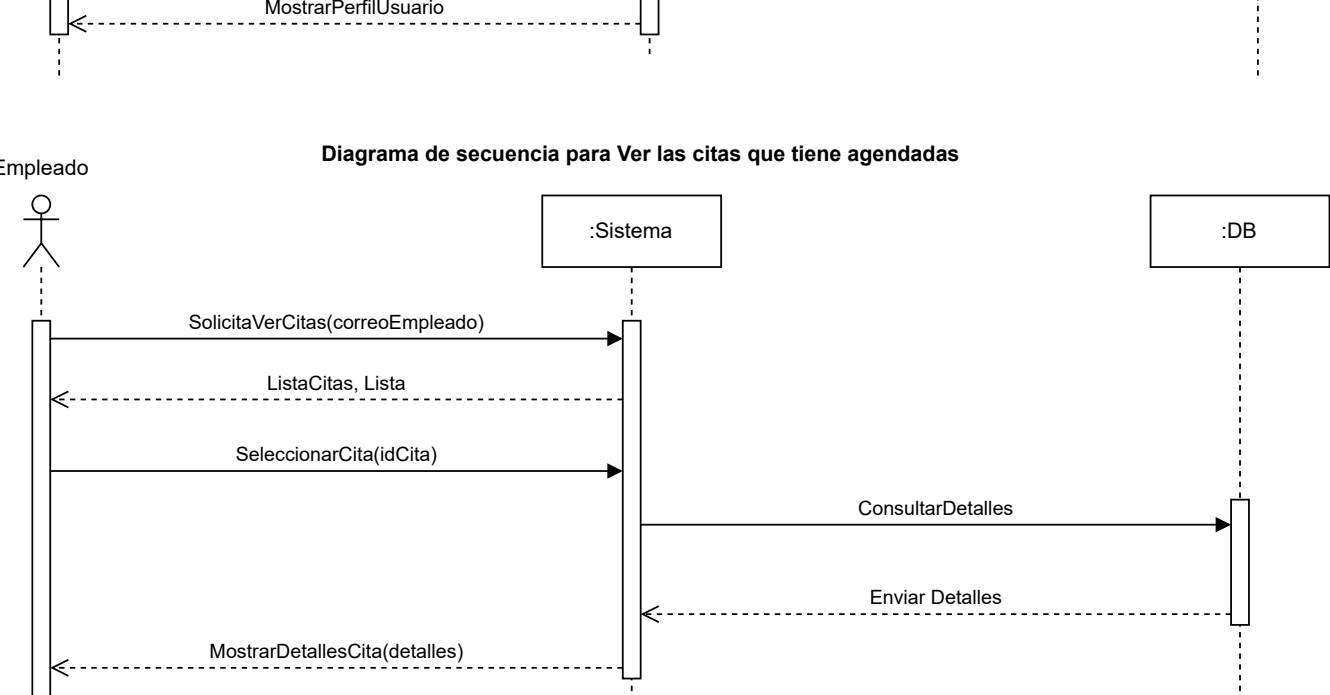 MostrarPerfilUsuario
Diagrama de secuencia para Ver las citas que tiene agendadas
Empleado
:Sistema
:DB
SolicitaVerCitas(correoEmpleado)
ListaCitas, Lista
SeleccionarCita(idCita)
ConsultarDetalles
Enviar Detalles
MostrarDetallesCita(detalles)